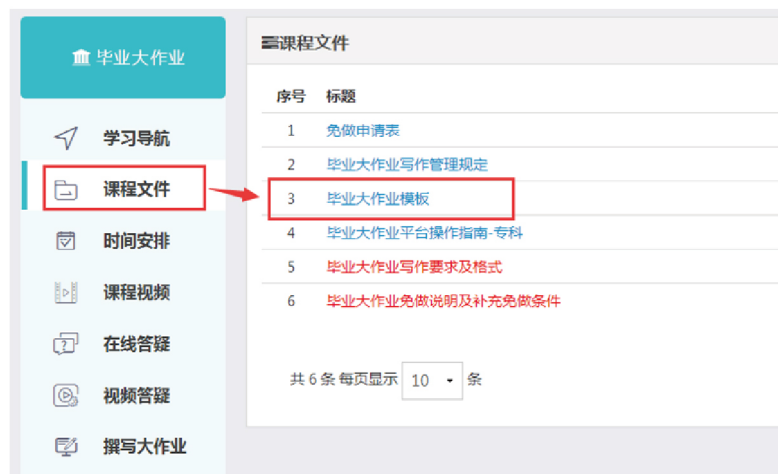 毕业大作业
学习导航
课程文件
时间安排
课程视频
在线答疑
视频答疑
撰写大作业
课程文件
序号 标题
1 免做申请表
2 毕业大作业写作管理规定
3 毕业大作业模板
4 毕业大作业平台操作指南-专科
5 毕业大作业写作要求及格式
6 毕业大作业免做说明及补充免做条件
共 6 条 每页显示 10 条